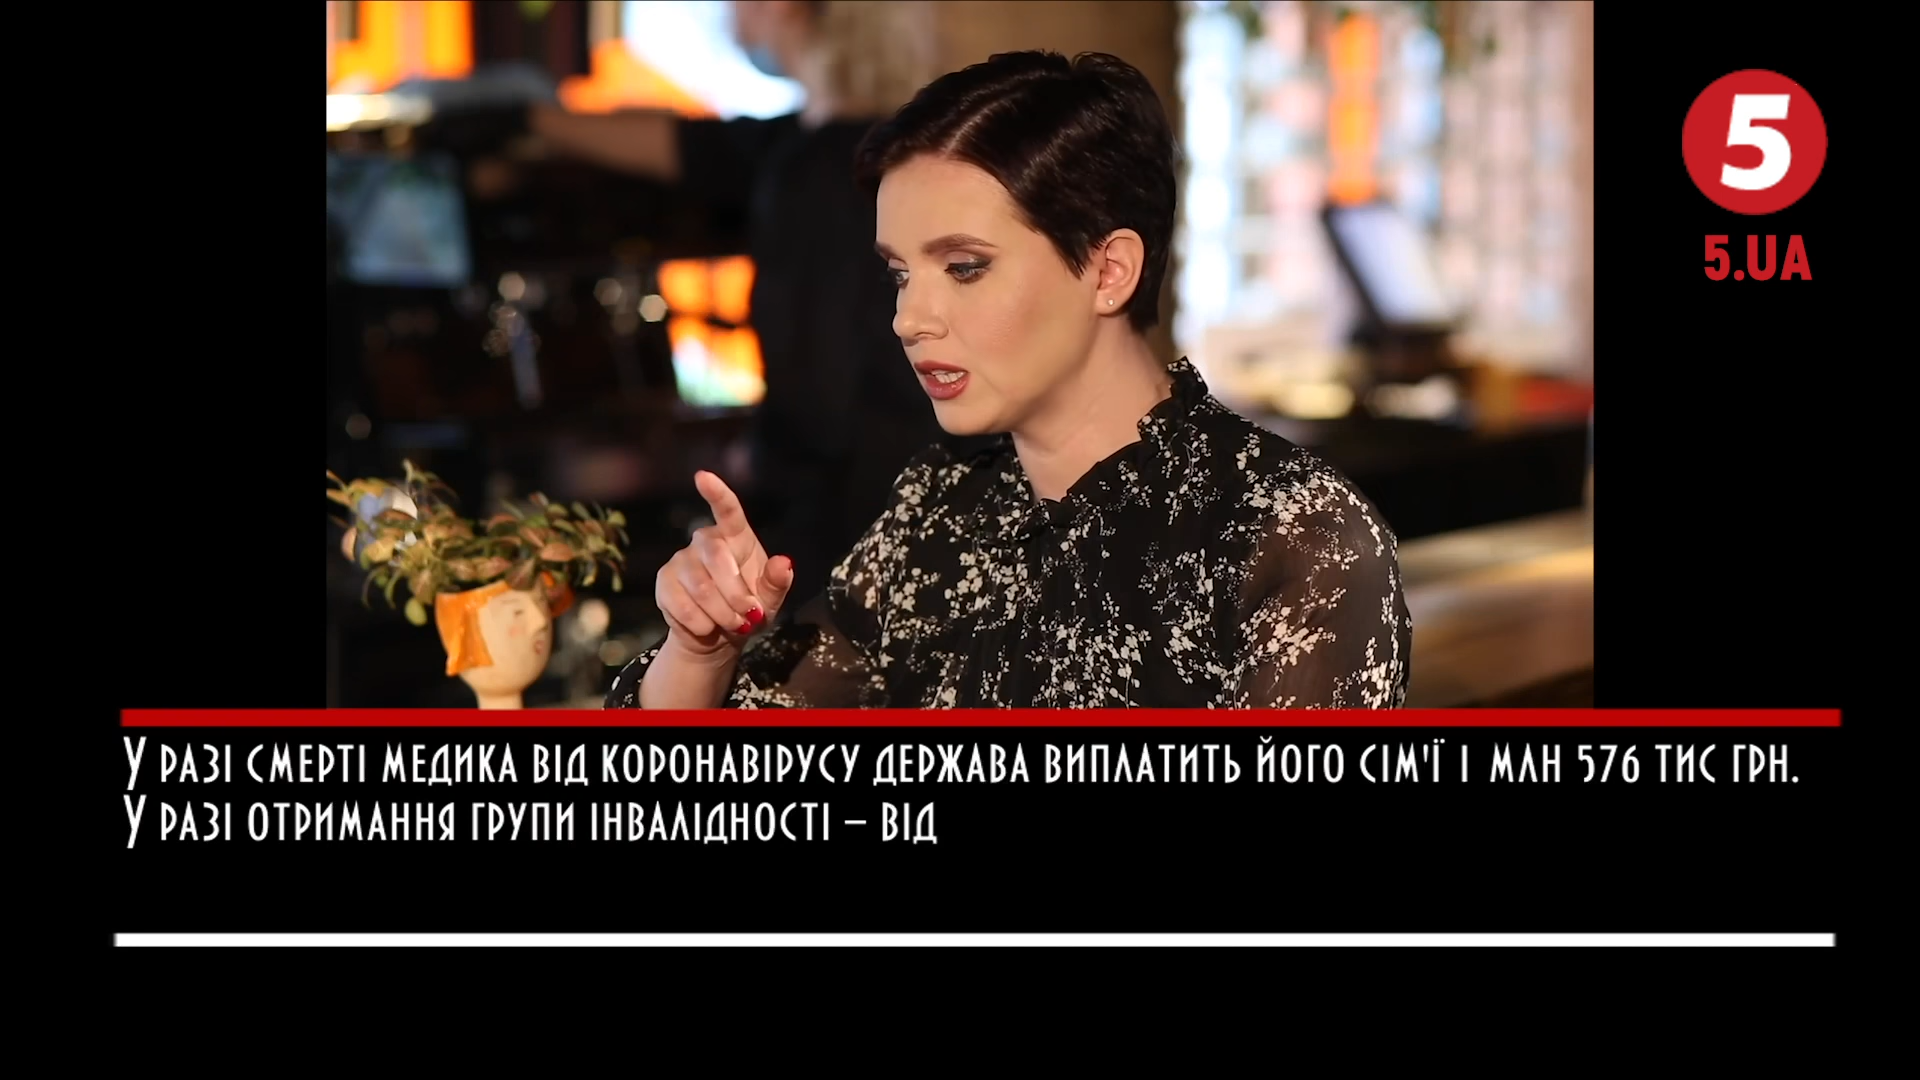 5
5.UA
У РАЗІ СМЕРТІ МЕДИКА ВІД КОРОНАВІРУСУ ДЕРЖАВА ВИПЛАТИТЬ ЙОГО СІМ'Ї 1 МЛН 576 ТИС ГРН.
У РАЗІ ОТРИМАННЯ ГРУПИ ІНВАЛІДНОСТІ – ВІД